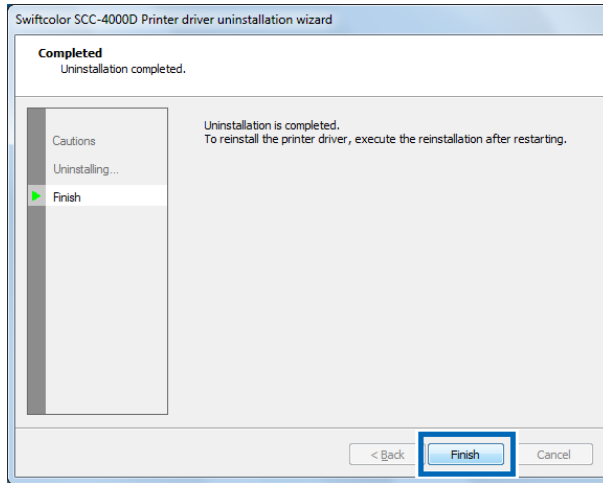 Swiftcolor SCC-4000D Printer driver uninstallation wizard
Completed
Uninstallation completed.
Cautions
Uninstalling...
Finish
Uninstallation is completed.
To reinstall the printer driver, execute the reinstallation after restarting.
< Back
Finish
Cancel